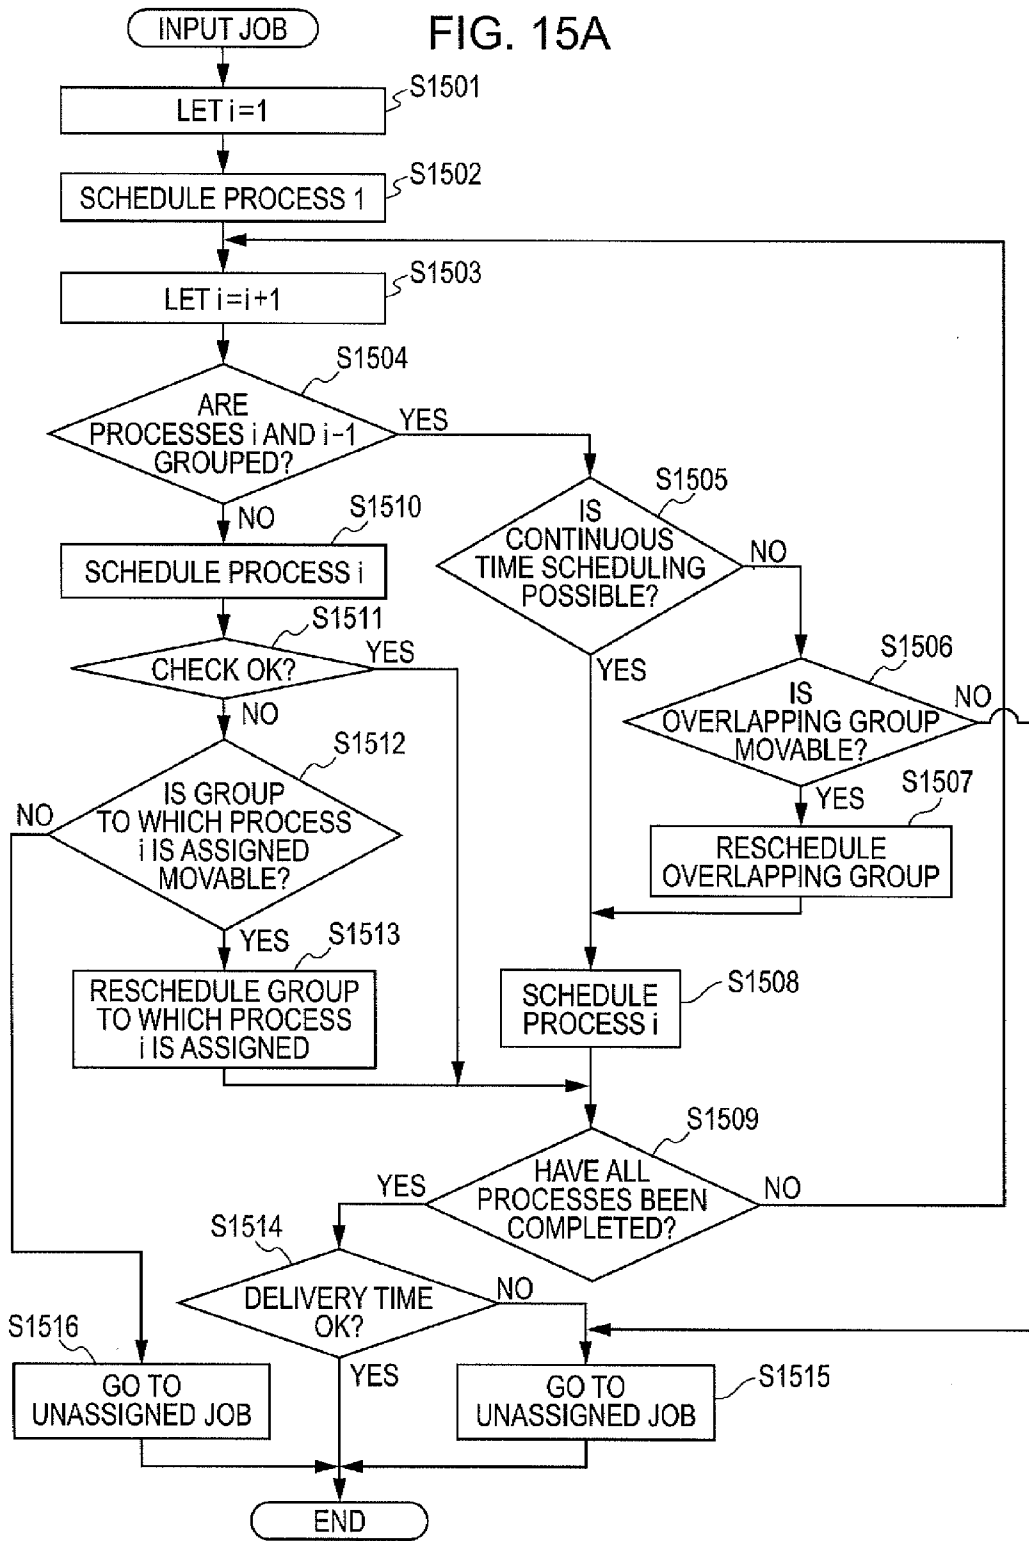 INPUT JOB
FIG. 15A
S1501
LET i=1
S1502
SCHEDULE PROCESS 1
S1503
LET i=i+1
S1504
ARE
PROCESSES i AND i-1
GROUPED?
YES
NO
S1505
IS
CONTINUOUS
TIME SCHEDULING
POSSIBLE?
NO
YES
S1510
SCHEDULE PROCESS i
S1511
CHECK OK?
YES
NO
S1506
IS
OVERLAPPING GROUP
MOVABLE?
NO
YES
S1507
RESCHEDULE
OVERLAPPING GROUP
S1512
IS GROUP
TO WHICH PROCESS
i IS ASSIGNED
MOVABLE?
NO
YES
S1513
RESCHEDULE GROUP
TO WHICH PROCESS
i IS ASSIGNED
S1508
SCHEDULE
PROCESS i
S1509
HAVE ALL
PROCESSES BEEN
COMPLETED?
YES
NO
S1514
DELIVERY TIME
OK?
NO
YES
S1516
GO TO
UNASSIGNED JOB
S1515
GO TO
UNASSIGNED JOB
END